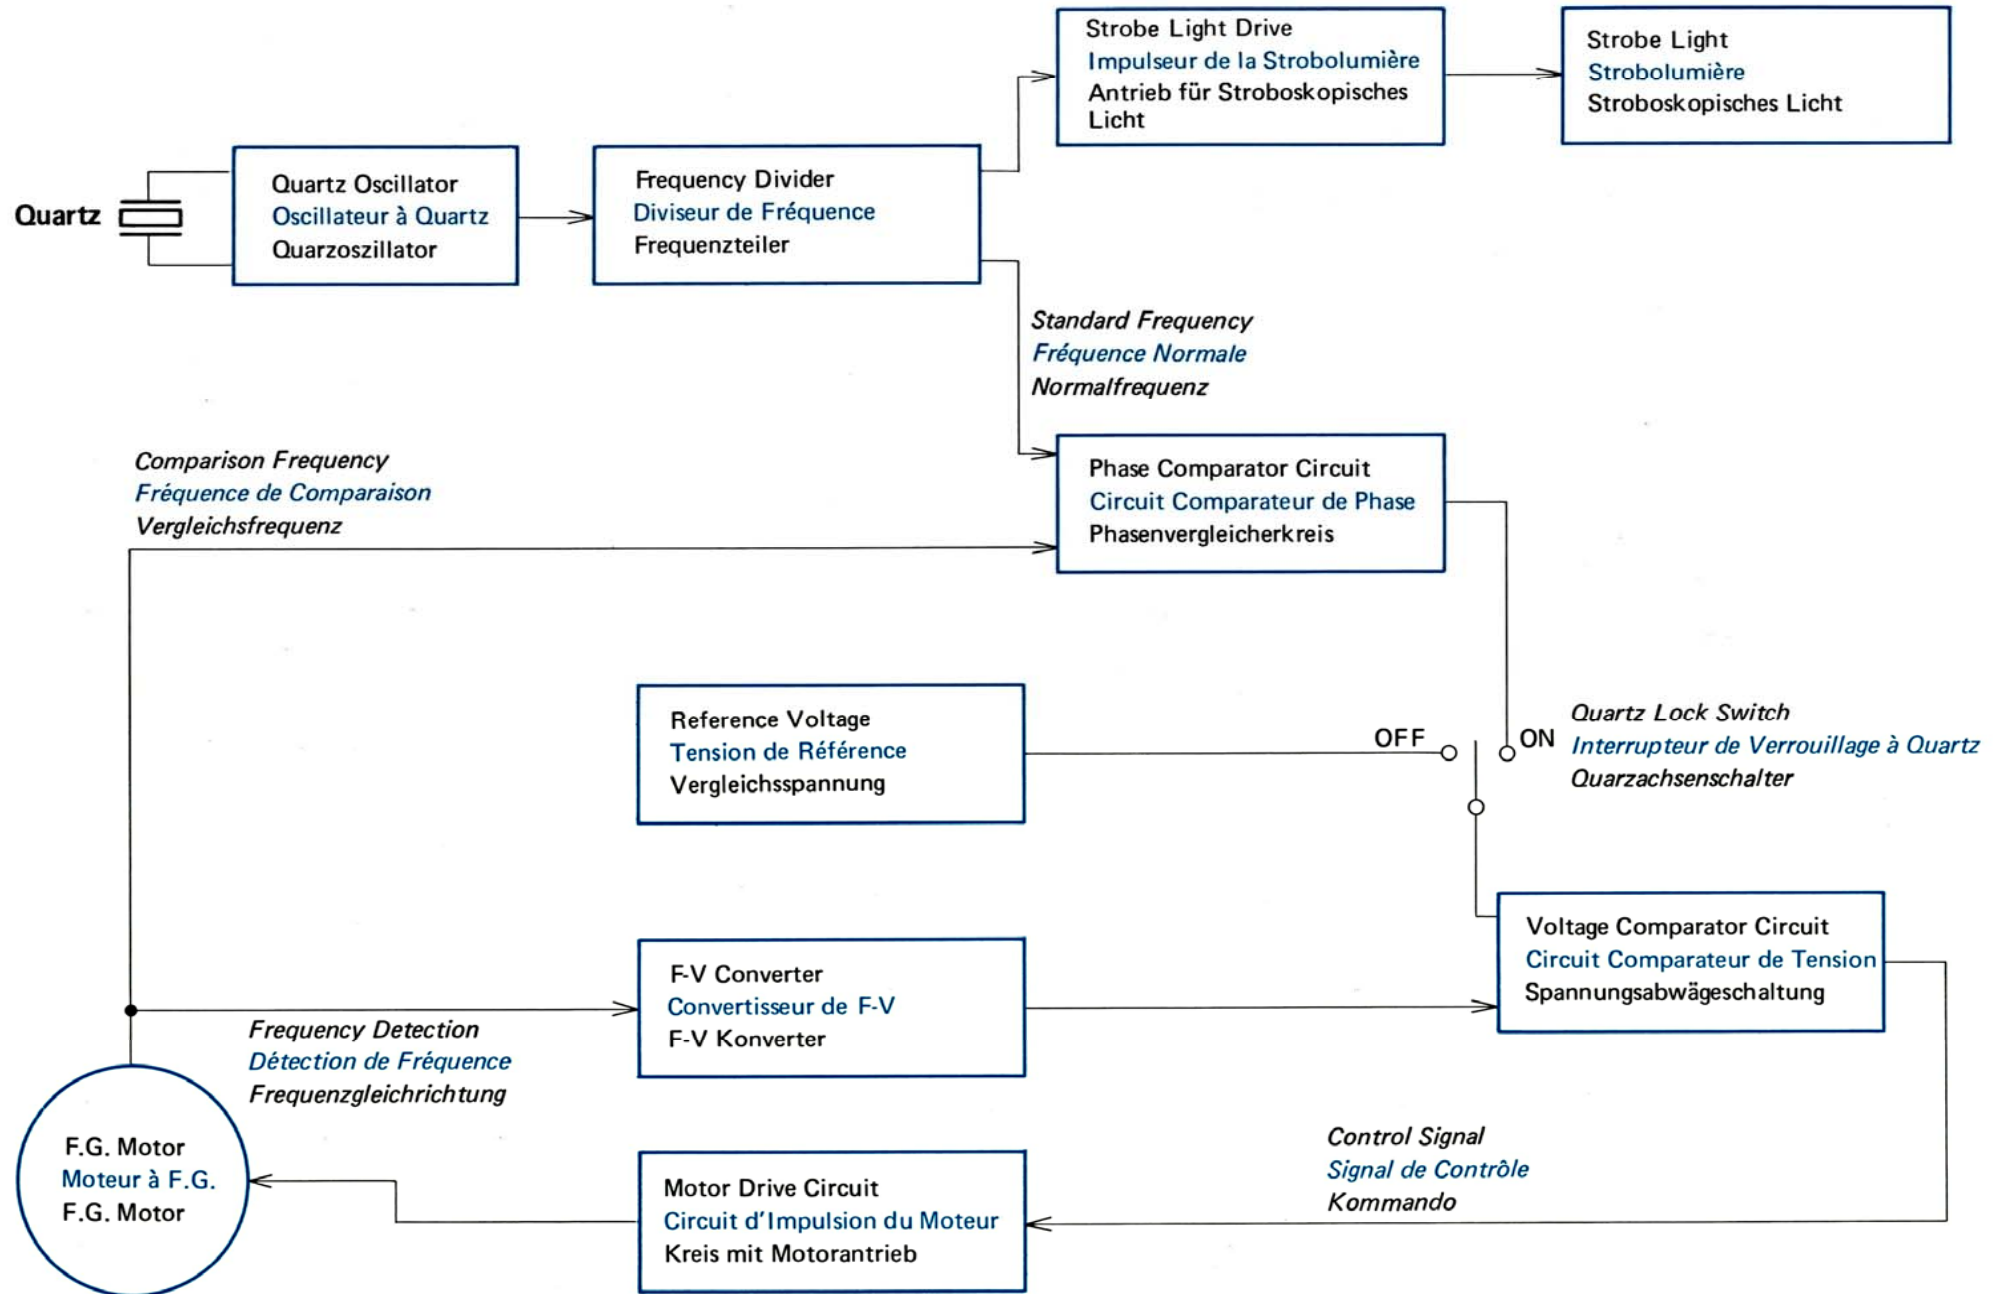 Strobe Light Drive
Impulseur de la Strobolumière
Antrieb für Stroboskopisches
Licht
Strobe Light
Strobolumière
Stroboskopisches Licht
Quartz
Quartz Oscillator
Oscillateur à Quartz
Quarzoszillator
Frequency Divider
Diviseur de Fréquence
Frequenzteiler
Standard Frequency
Fréquence Normale
Normalfrequenz
Comparison Frequency
Fréquence de Comparaison
Vergleichsfrequenz
Phase Comparator Circuit
Circuit Comparateur de Phase
Phasenvergleicherkreis
Reference Voltage
Tension de Référence
Vergleichsspannung
OFF
ON
Quartz Lock Switch
Interrupteur de Verrouillage à Quartz
Quarzachsenschalter
Voltage Comparator Circuit
Circuit Comparateur de Tension
Spannungsabwägeschaltung
F-V Converter
Convertisseur de F-V
F-V Konverter
Frequency Detection
Détection de Fréquence
Frequenzgleichrichtung
F.G. Motor
Moteur à F.G.
F.G. Motor
Motor Drive Circuit
Circuit d'Impulsion du Moteur
Kreis mit Motorantrieb
Control Signal
Signal de Contrôle
Kommando